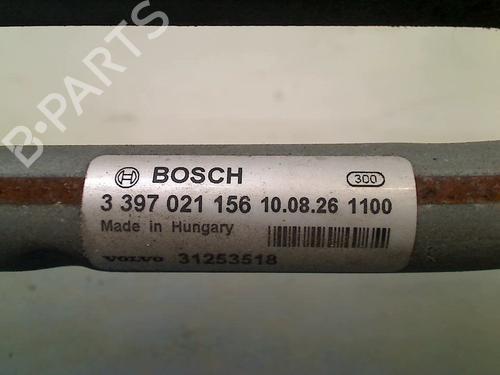 B-PARTS
BOSCH 300
3 397 021 156 10.08.26 1100
Made in Hungary
VOLVO 31253518